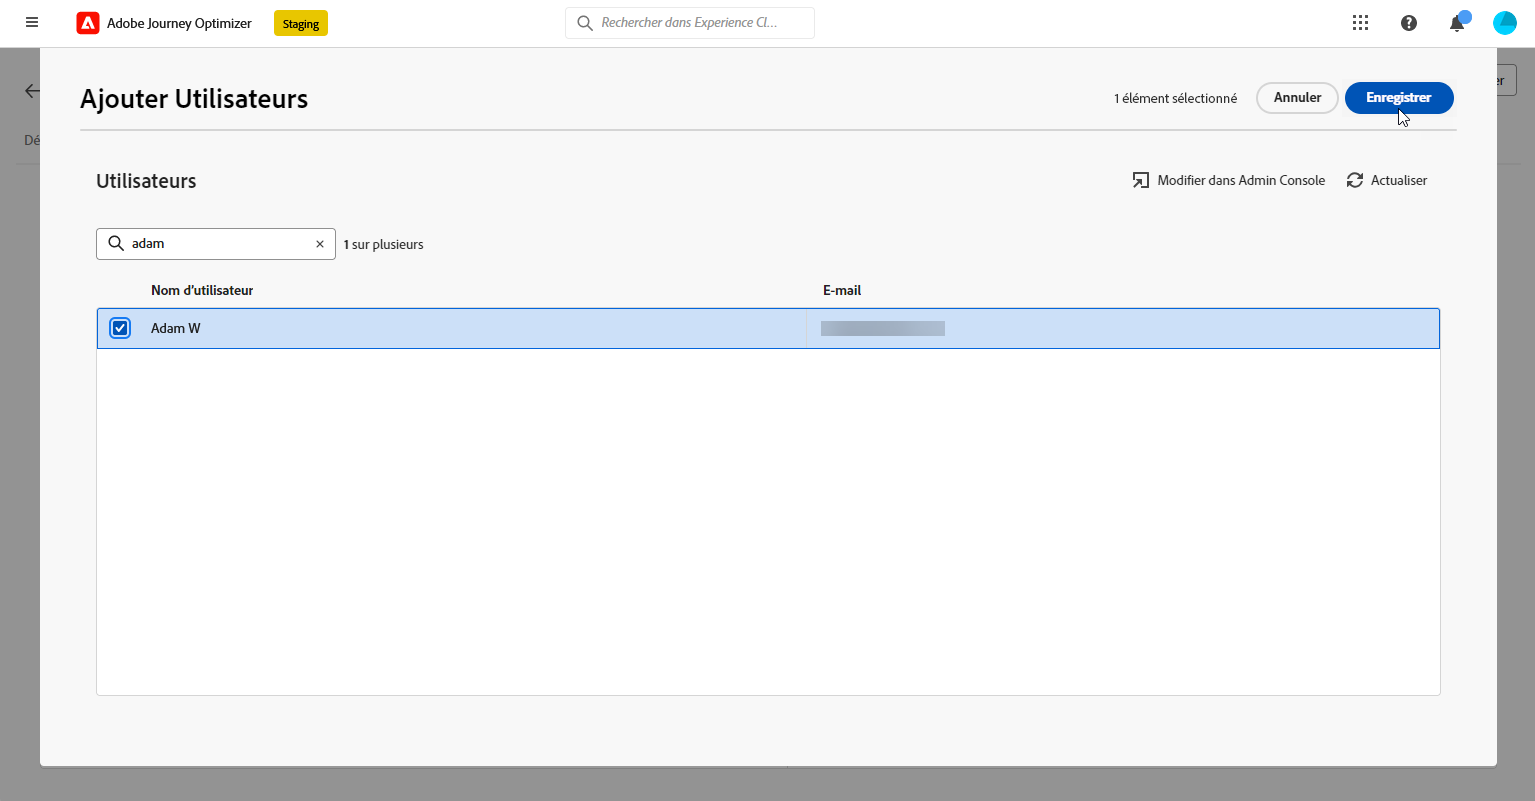 Adobe Journey Optimizer
Staging
Rechercher dans Experience Cl...
er
Ajouter Utilisateurs
1 élément sélectionné
Annuler
Enregistrer
Dé
Utilisateurs
Modifier dans Admin Console
Actualiser
adam
1 sur plusieurs
Nom d'utilisateur
E-mail
Adam W